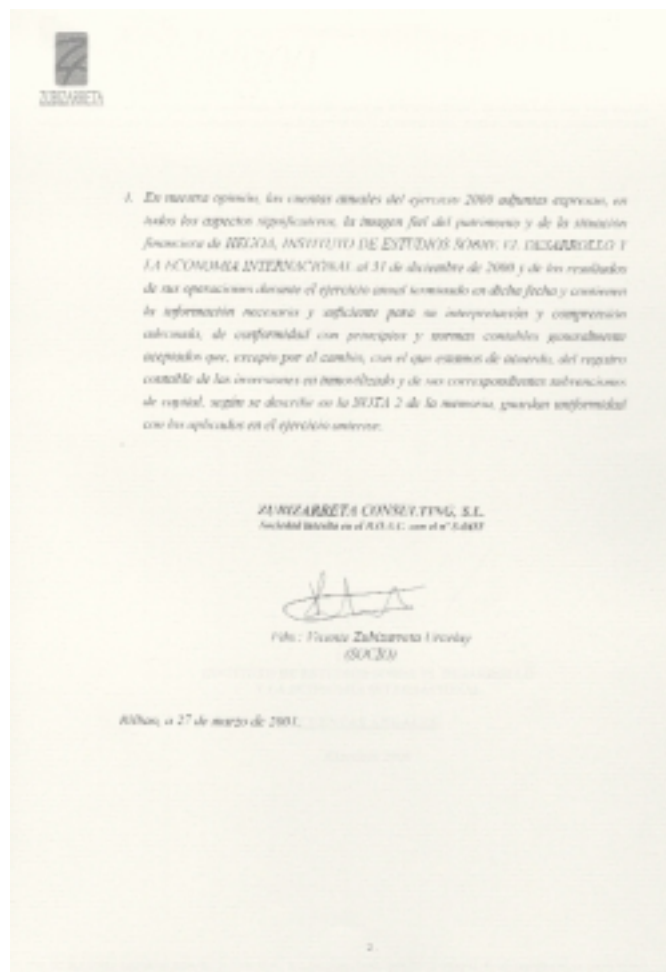 ZUBIZARRETA
3. En nuestra opinión, las cuentas anuales del ejercicio 2000 adjuntas expresan, en
todos los aspectos significativos, la imagen fiel del patrimonio y de la situación
financiera de HEGOA, INSTITUTO DE ESTUDIOS SOBRE EL DESARROLLO Y
LA ECONOMIA INTERNACIONAL al 31 de diciembre de 2000 y de los resultados
de sus operaciones durante el ejercicio anual terminado en dicha fecha y contienen
la información necesaria y suficiente para su interpretación y comprensión
adecuada, de conformidad con principios y normas contables generalmente
aceptados que, excepto por el cambio, con el que estamos de acuerdo, del registro
contable de las inversiones en inmovilizado y de sus correspondientes subvenciones
de capital, según se describe en la NOTA 2 de la memoria, guardan uniformidad
con los aplicados en el ejercicio anterior.
ZUBIZARRETA CONSULTING, S.L.
Sociedad inscrita en el R.O.A.C. con el nº
Fdo.: Vicente Zubizarreta
(SOCIO)
Bilbao, a 27 de marzo de 2001.
2